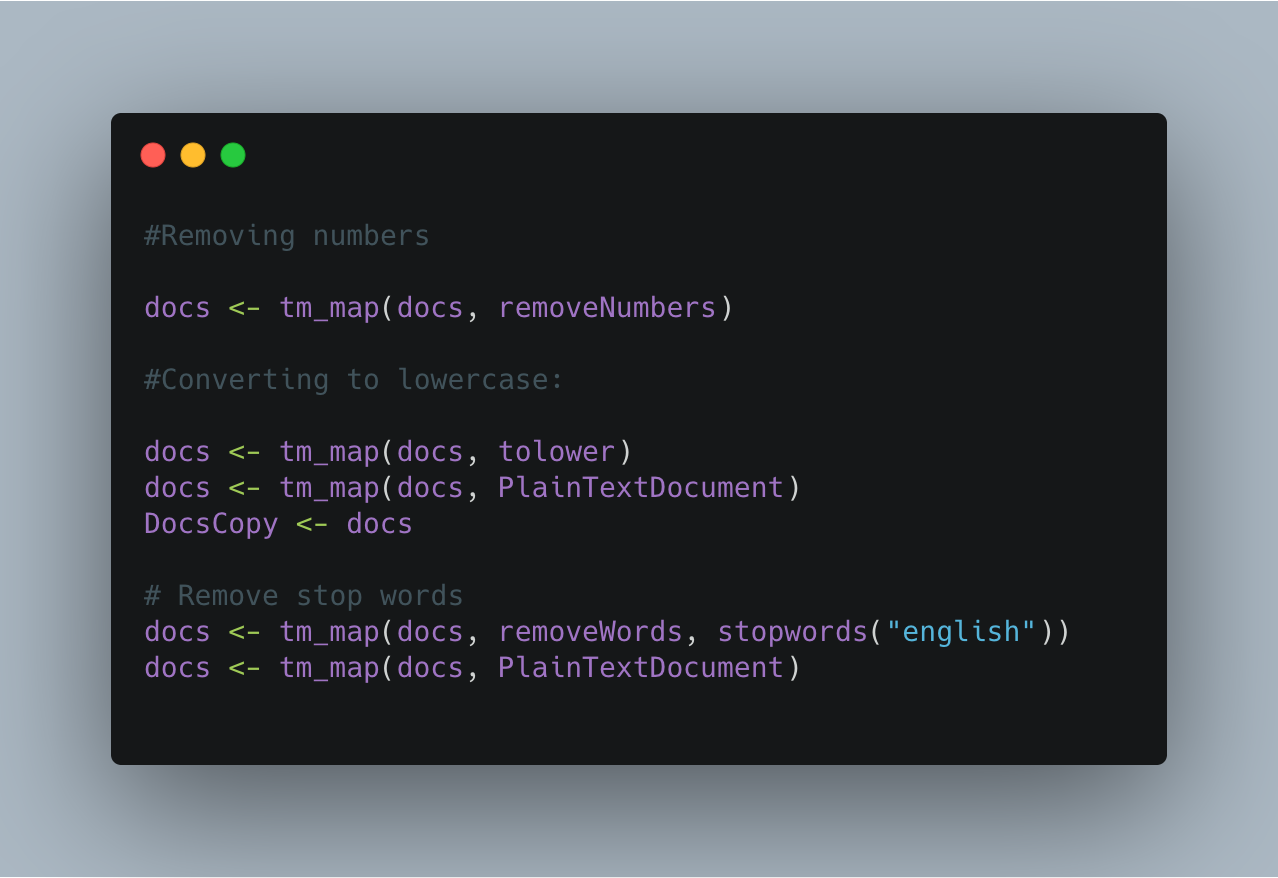 #Removing numbers
docs <- tm_map(docs, removeNumbers)
#Converting to lowercase:
docs <- tm_map(docs, tolower)
docs <- tm_map(docs, PlainTextDocument)
DocsCopy <- docs
# Remove stop words
docs <- tm_map(docs, removeWords, stopwords("english"))
docs <- tm_map(docs, PlainTextDocument)